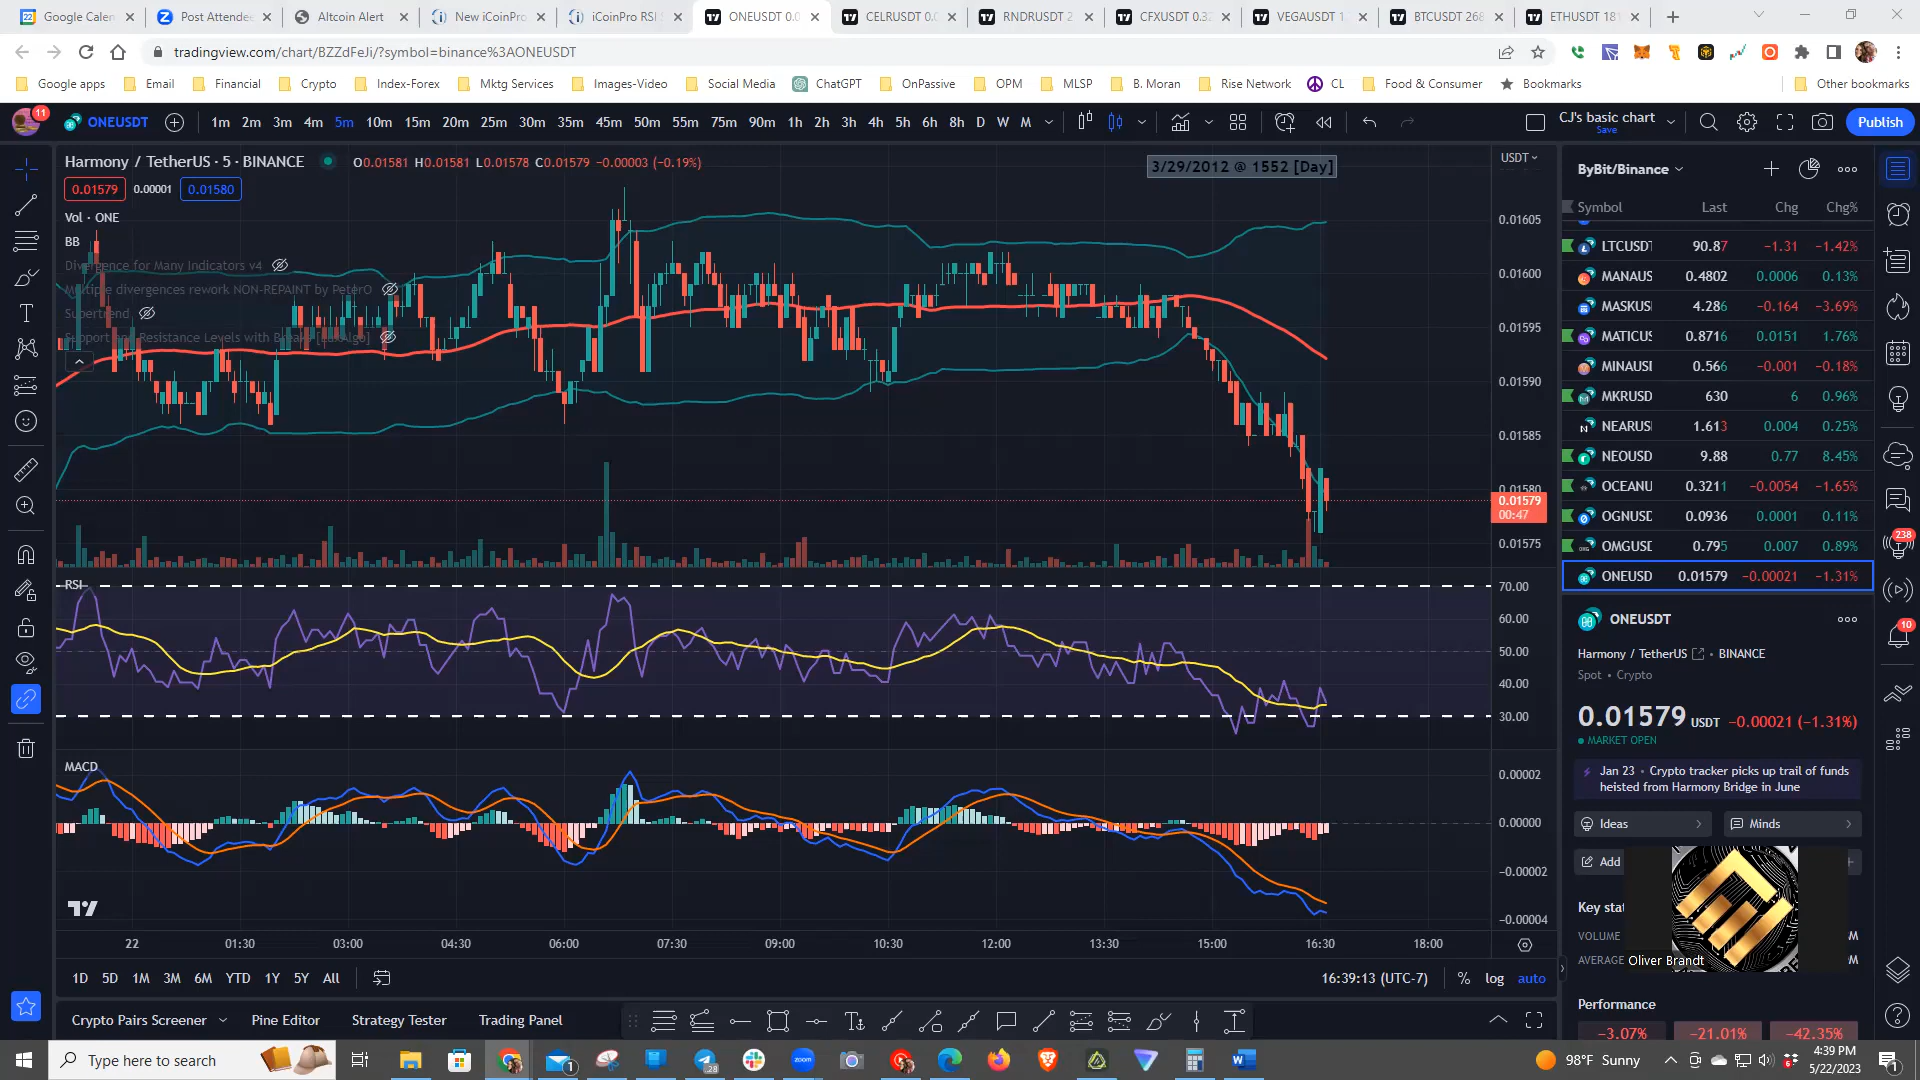 Google Calen
Post Attendee
Altcoin Alert
New iCoinPro
iCoinPro RSI
ONEUSDT 0.0
CELRUSDT 0.0
RNDRUSDT 2
CFXUSDT 0.32
VEGAUSDT 1
BTCUSDT 268
ETHUSDT 181
tradingview.com/chart/BZZdFeJi/?symbol=binance%3AONEUSDT
Google apps Email Financial Crypto Index-Forex Mktg Services Images-Video Social Media ChatGPT OnPassive OPM MLSP B. Moran Rise Network CL Food & Consumer Bookmarks Other bookmarks
11 ONEUSDT 1m 2m 3m 4m 5m 10m 15m 20m 25m 30m 35m 45m 50m 55m 75m 90m 1h 2h 3h 4h 5h 6h 8h D W M CJ's basic chart Publish
Save
Harmony / TetherUS · 5 · BINANCE O0.01581 H0.01581 L0.01578 C0.01579 −0.00003 (−0.19%)
3/29/2012 @ 1552 [Day]
USDT
0.01579 0.00001 0.01580
Vol · ONE
BB
Divergence for Many Indicators v4
Multiple divergences rework NON-REPAINT by PeterO
Supertrend
0.01605
0.01600
0.01595
0.01590
0.01585
0.01580
0.01579
00:47
0.01575
RSI
70.00
60.00
50.00
40.00
30.00
MACD
0.00002
0.00000
−0.00002
−0.00004
22 01:30 03:00 04:30 06:00 07:30 09:00 10:30 12:00 13:30 15:00 16:30 18:00
1D 5D 1M 3M 6M YTD 1Y 5Y All
16:39:13 (UTC-7) % log auto
Crypto Pairs Screener Pine Editor Strategy Tester Trading Panel
ByBit/Binance
Symbol Last Chg Chg%
LTCUSDT 90.87 −1.31 −1.42%
MANAUS 0.4802 0.0006 0.13%
MASKUSI 4.286 −0.164 −3.69%
MATICUS 0.8716 0.0151 1.76%
MINAUSI 0.566 −0.001 −0.18%
MKRUSD 630 6 0.96%
NEARUS 1.613 0.004 0.25%
NEOUSD 9.88 0.77 8.45%
OCEANU 0.3211 −0.0054 −1.65%
OGNUSD 0.0936 0.0001 0.11%
OMGUSD 0.795 0.007 0.89%
ONEUSD 0.01579 −0.00021 −1.31%
ONEUSDT
Harmony / TetherUS · BINANCE
Spot · Crypto
0.01579 USDT −0.00021 (−1.31%)
MARKET OPEN
Jan 23 · Crypto tracker picks up trail of funds
heisted from Harmony Bridge in June
Ideas Minds
Add
Key stat
VOLUME M
AVERAGE M
Oliver Brandt
Performance
−3.07% −21.01% −42.35%
238
10
Type here to search
1
28
zoom
98°F Sunny
4:39 PM
5/22/2023